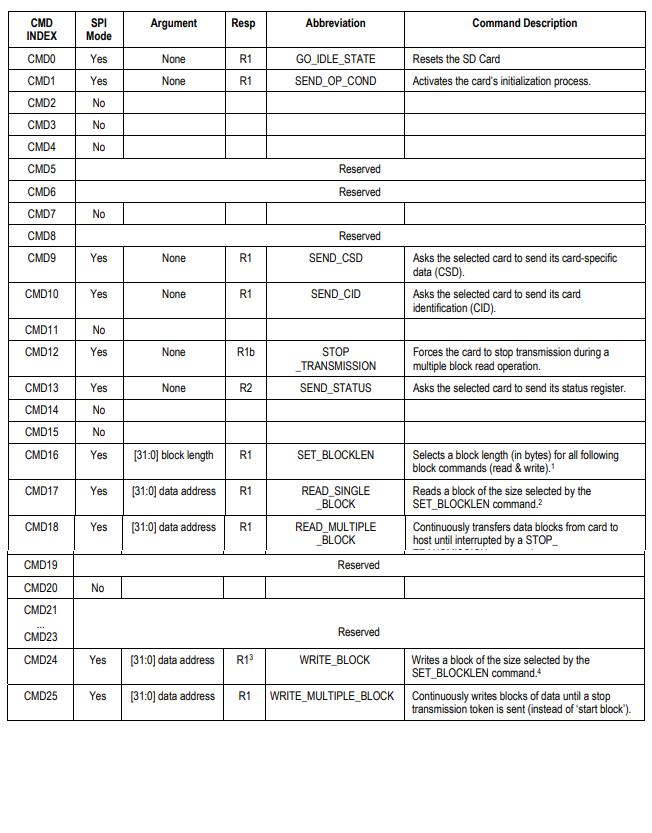 CMD INDEX SPI Mode Argument Resp Abbreviation Command Description
CMD0 Yes None R1 GO_IDLE_STATE Resets the SD Card
CMD1 Yes None R1 SEND_OP_COND Activates the card's initialization process.
CMD2 No
CMD3 No
CMD4 No
CMD5 Reserved
CMD6 Reserved
CMD7 No
CMD8 Reserved
CMD9 Yes None R1 SEND_CSD Asks the selected card to send its card-specific
data (CSD).
CMD10 Yes None R1 SEND_CID Asks the selected card to send its card
identification (CID).
CMD11 No
CMD12 Yes None R1b STOP Forces the card to stop transmission during a
_TRANSMISSION multiple block read operation.
CMD13 Yes None R2 SEND_STATUS Asks the selected card to send its status register.
CMD14 No
CMD15 No
CMD16 Yes [31:0] block length R1 SET_BLOCKLEN Selects a block length (in bytes) for all following
block commands (read & write).1
CMD17 Yes [31:0] data address R1 READ_SINGLE Reads a block of the size selected by the
_BLOCK SET_BLOCKLEN command.2
CMD18 Yes [31:0] data address R1 READ_MULTIPLE Continuously transfers data blocks from card to
_BLOCK host until interrupted by a STOP_
CMD19 Reserved
CMD20 No
CMD21
...
CMD23 Reserved
CMD24 Yes [31:0] data address R13 WRITE_BLOCK Writes a block of the size selected by the
SET_BLOCKLEN command.4
CMD25 Yes [31:0] data address R1 WRITE_MULTIPLE_BLOCK Continuously writes blocks of data until a stop
transmission token is sent (instead of 'start block').